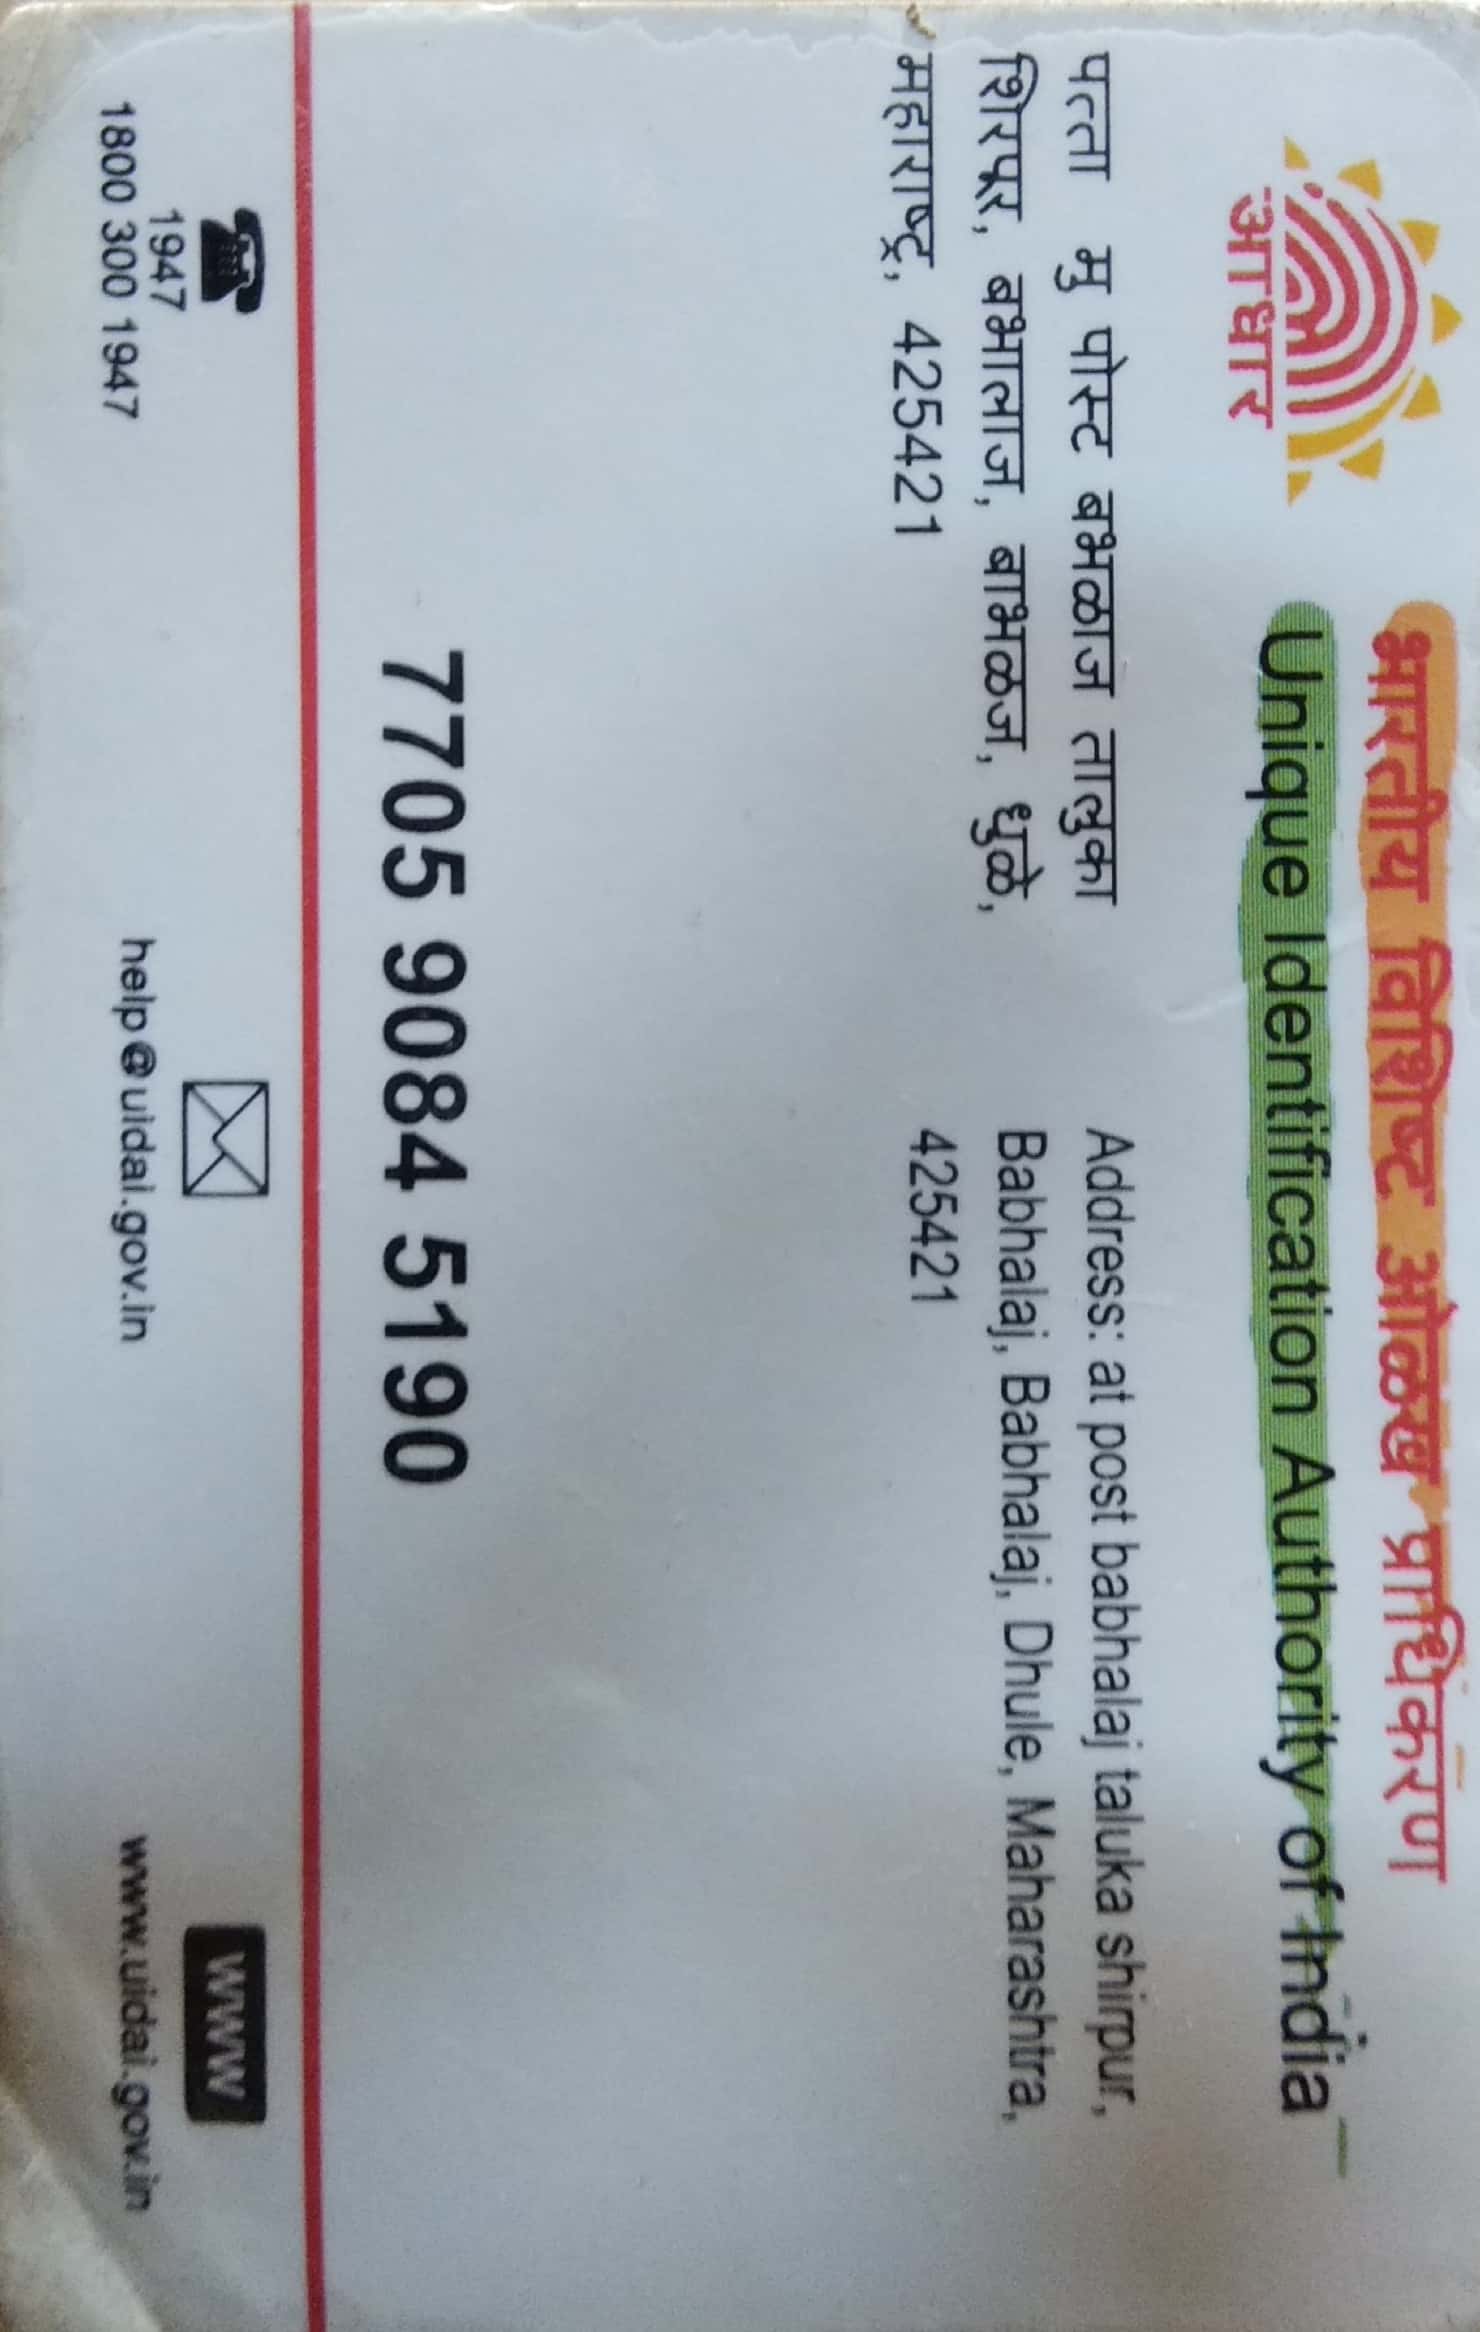 भारतीय विशिष्ट ओळख प्राधिकरण
Unique Identification Authority of India
आधार
पत्ता मु पोस्ट बभळाज तालुका
शिरपूर, बभालाज, बाभळज, धुळे,
महाराष्ट्र, 425421
Address: at post babhalaj taluka shirpur,
Babhalaj, Babhalaj, Dhule, Maharashtra,
425421
7705 9084 5190
1947
1800 300 1947
help@uidai.gov.in
www
www.uidai.gov.in